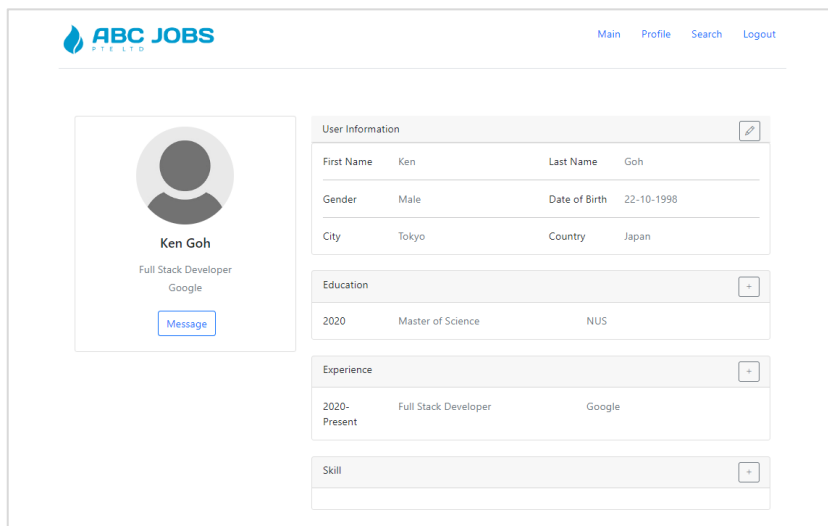 ABC JOBS
PTE LTD
Main Profile Search Logout
Ken Goh
Full Stack Developer
Google
Message
User Information
First Name Ken Last Name Goh
Gender Male Date of Birth 22-10-1998
City Tokyo Country Japan
Education +
2020 Master of Science NUS
Experience +
2020-
Present Full Stack Developer Google
Skill +